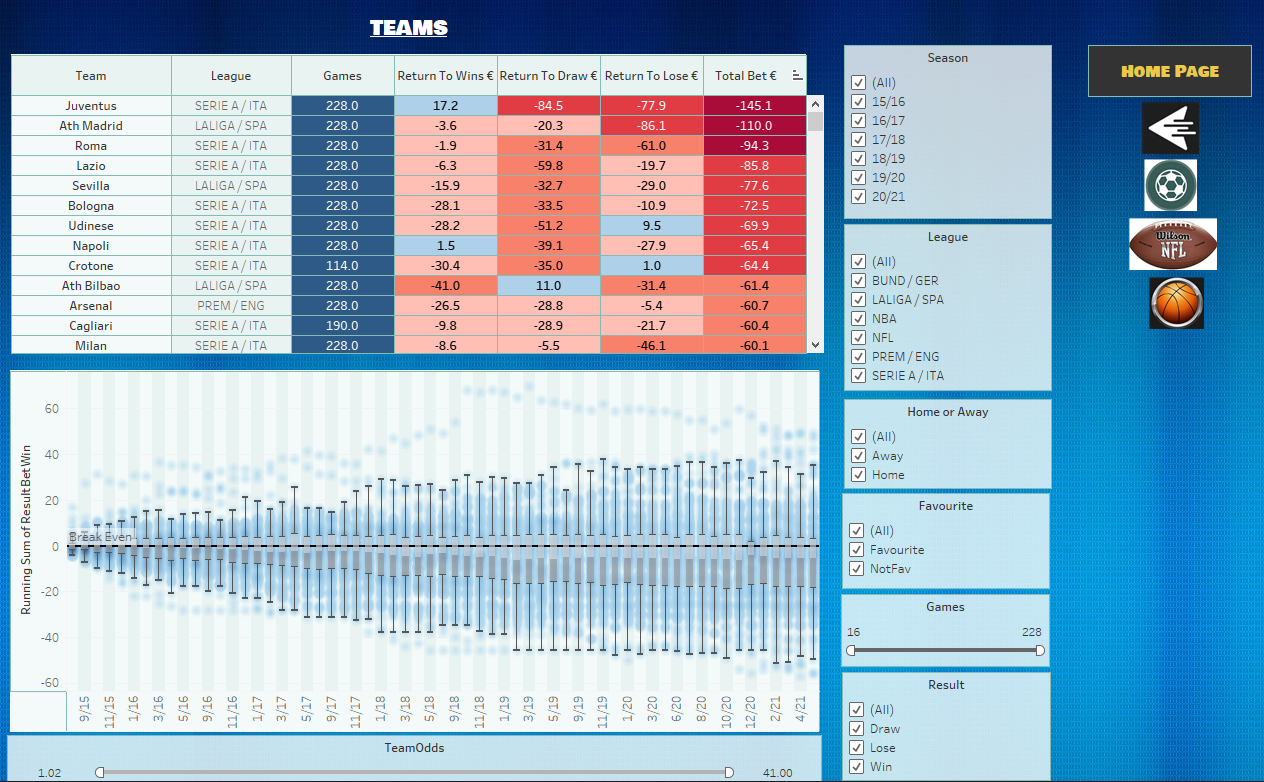 TEAMS
Team League Games Return To Wins € Return To Draw € Return To Lose € Total Bet €
Juventus SERIE A / ITA 228.0 17.2 -84.5 -77.9 -145.1
Ath Madrid LALIGA / SPA 228.0 -3.6 -20.3 -86.1 -110.0
Roma SERIE A / ITA 228.0 -1.9 -31.4 -61.0 -94.3
Lazio SERIE A / ITA 228.0 -6.3 -59.8 -19.7 -85.8
Sevilla LALIGA / SPA 228.0 -15.9 -32.7 -29.0 -77.6
Bologna SERIE A / ITA 228.0 -28.1 -33.5 -10.9 -72.5
Udinese SERIE A / ITA 228.0 -28.2 -51.2 9.5 -69.9
Napoli SERIE A / ITA 228.0 1.5 -39.1 -27.9 -65.4
Crotone SERIE A / ITA 114.0 -30.4 -35.0 1.0 -64.4
Ath Bilbao LALIGA / SPA 228.0 -41.0 11.0 -31.4 -61.4
Arsenal PREM / ENG 228.0 -26.5 -28.8 -5.4 -60.7
Cagliari SERIE A / ITA 190.0 -9.8 -28.9 -21.7 -60.4
Milan SERIE A / ITA 228.0 -8.6 -5.5 -46.1 -60.1
Running Sum of Result Bet Win
60
40
20
0
-20
-40
-60
Break Even
9/15 11/15 1/16 3/16 5/16 9/16 11/16 1/17 3/17 5/17 9/17 11/17 1/18 3/18 5/18 9/18 11/18 1/19 3/19 5/19 9/19 11/19 1/20 3/20 6/20 8/20 10/20 12/20 2/21 4/21
TeamOdds
1.02 41.00
Season
(All)
15/16
16/17
17/18
18/19
19/20
20/21
League
(All)
BUND / GER
LALIGA / SPA
NBA
NFL
PREM / ENG
SERIE A / ITA
Home or Away
(All)
Away
Home
Favourite
(All)
Favourite
NotFav
Games
16 228
Result
(All)
Draw
Lose
Win
HOME PAGE
Wilson
NFL